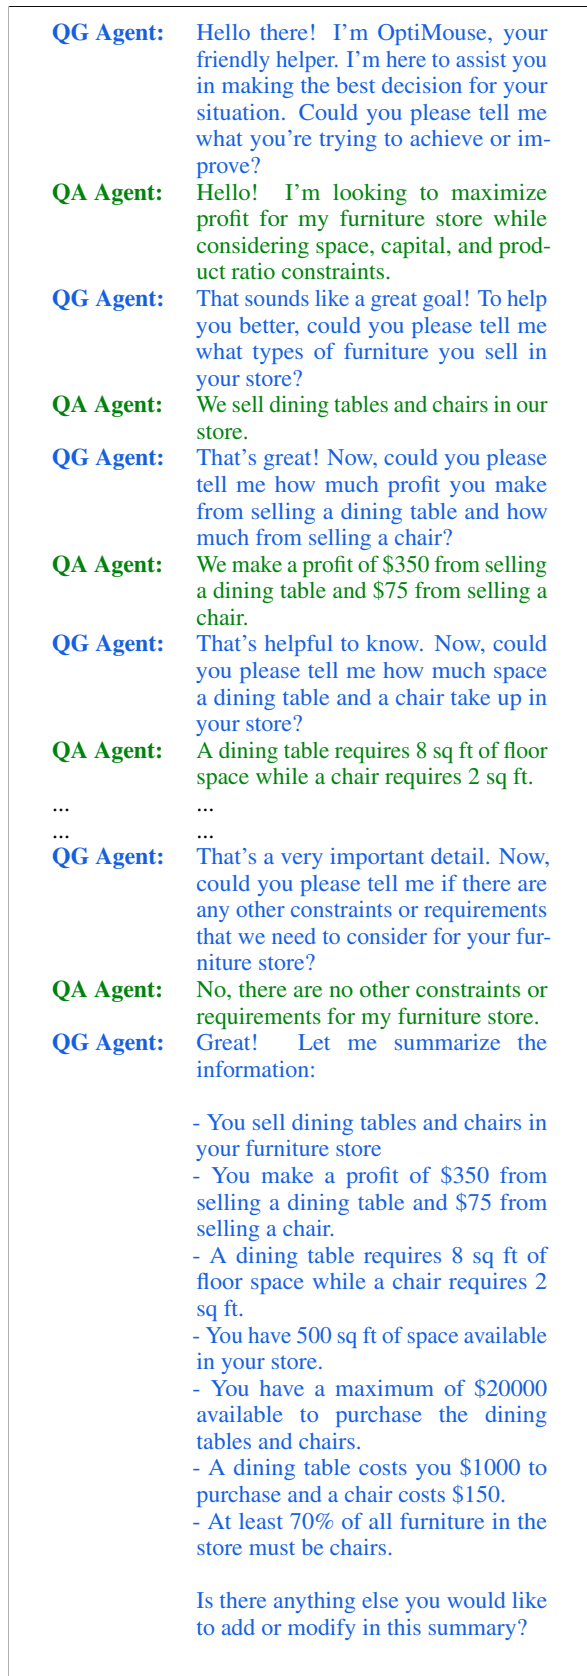 QG Agent: Hello there! I'm OptiMouse, your
friendly helper. I'm here to assist you
in making the best decision for your
situation. Could you please tell me
what you're trying to achieve or im-
prove?
QA Agent: Hello! I'm looking to maximize
profit for my furniture store while
considering space, capital, and prod-
uct ratio constraints.
QG Agent: That sounds like a great goal! To help
you better, could you please tell me
what types of furniture you sell in
your store?
QA Agent: We sell dining tables and chairs in our
store.
QG Agent: That's great! Now, could you please
tell me how much profit you make
from selling a dining table and how
much from selling a chair?
QA Agent: We make a profit of $350 from selling
a dining table and $75 from selling a
chair.
QG Agent: That's helpful to know. Now, could
you please tell me how much space
a dining table and a chair take up in
your store?
QA Agent: A dining table requires 8 sq ft of floor
space while a chair requires 2 sq ft.
... ...
... ...
QG Agent: That's a very important detail. Now,
could you please tell me if there are
any other constraints or requirements
that we need to consider for your fur-
niture store?
QA Agent: No, there are no other constraints or
requirements for my furniture store.
QG Agent: Great! Let me summarize the
information:
- You sell dining tables and chairs in
your furniture store
- You make a profit of $350 from
selling a dining table and $75 from
selling a chair.
- A dining table requires 8 sq ft of
floor space while a chair requires 2
sq ft.
- You have 500 sq ft of space available
in your store.
- You have a maximum of $20000
available to purchase the dining
tables and chairs.
- A dining table costs you $1000 to
purchase and a chair costs $150.
- At least 70% of all furniture in the
store must be chairs.
Is there anything else you would like
to add or modify in this summary?